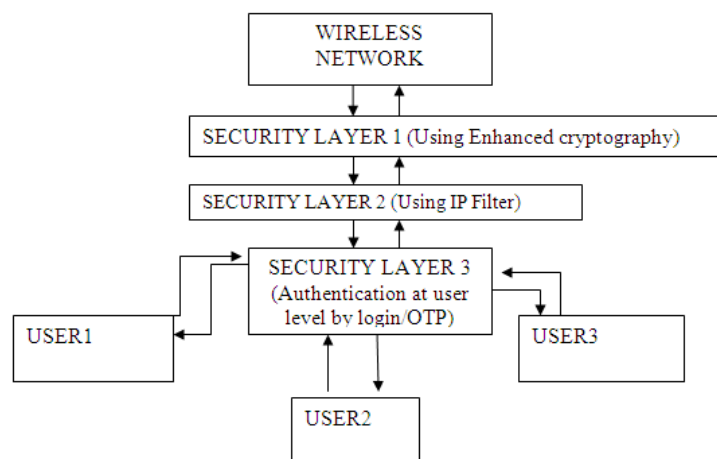 WIRELESS
NETWORK
SECURITY LAYER 1 (Using Enhanced cryptography)
SECURITY LAYER 2 (Using IP Filter)
SECURITY LAYER 3
(Authentication at user
level by login/OTP)
USER1
USER3
USER2